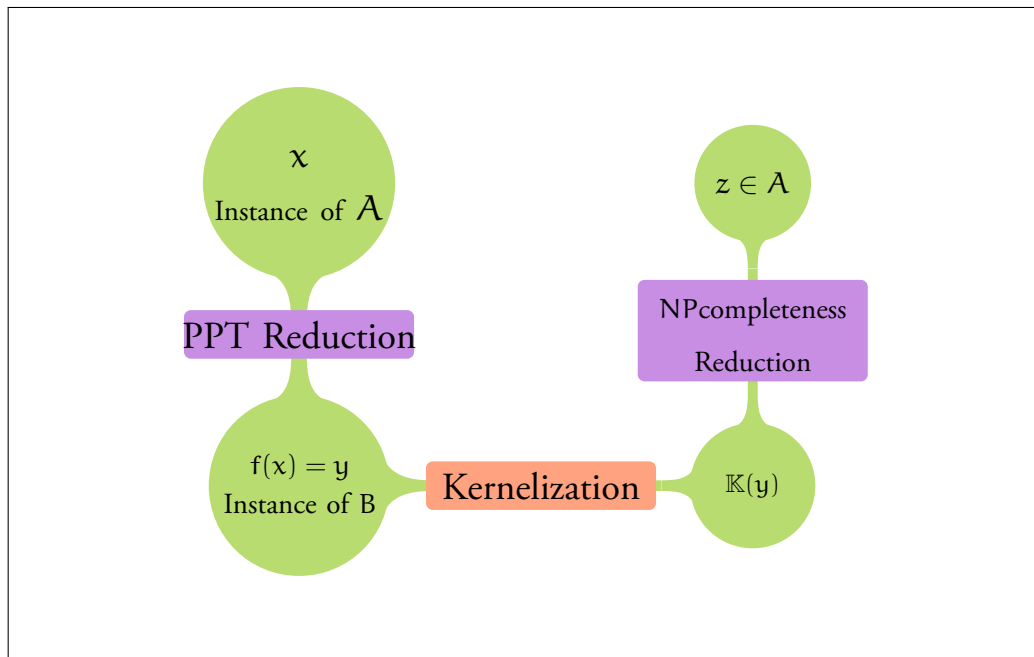 x
Instance of A
PPT Reduction
f(x) = y
Instance of B
Kernelization
𝕂(y)
NPcompleteness
Reduction
z ∈ A